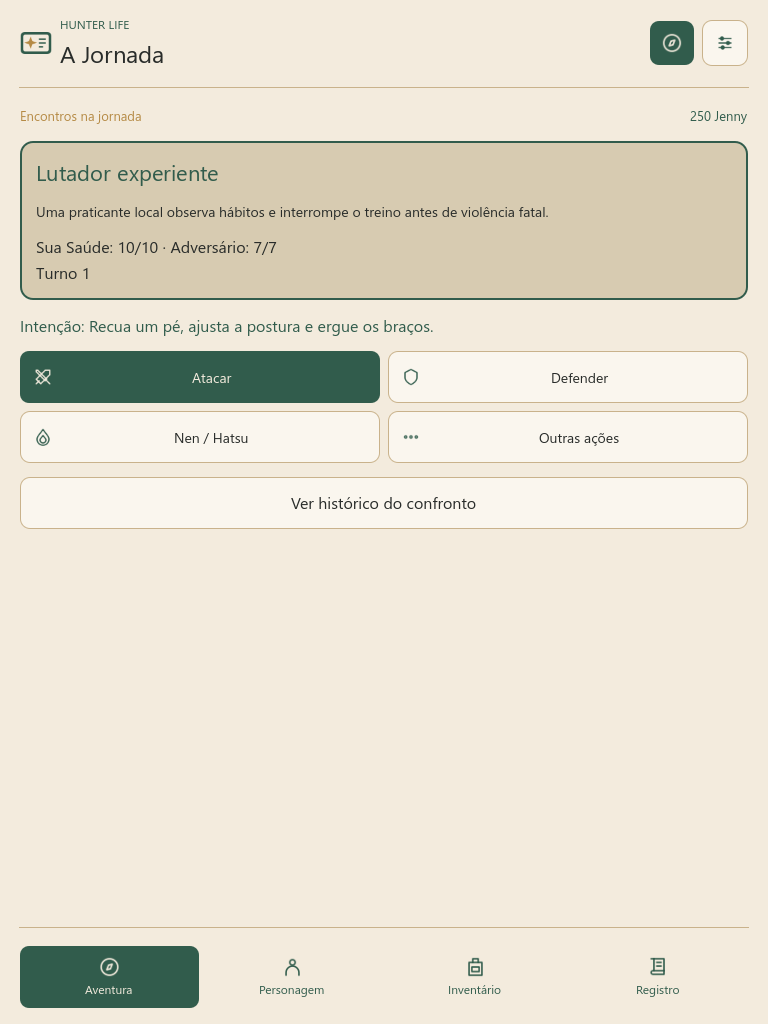 HUNTER LIFE
A Jornada
Encontros na jornada
250 Jenny
Lutador experiente
Uma praticante local observa hábitos e interrompe o treino antes de violência fatal.
Sua Saúde: 10/10 · Adversário: 7/7
Turno 1
Intenção: Recua um pé, ajusta a postura e ergue os braços.
Atacar
Defender
Nen / Hatsu
Outras ações
Ver histórico do confronto
Aventura
Personagem
Inventário
Registro